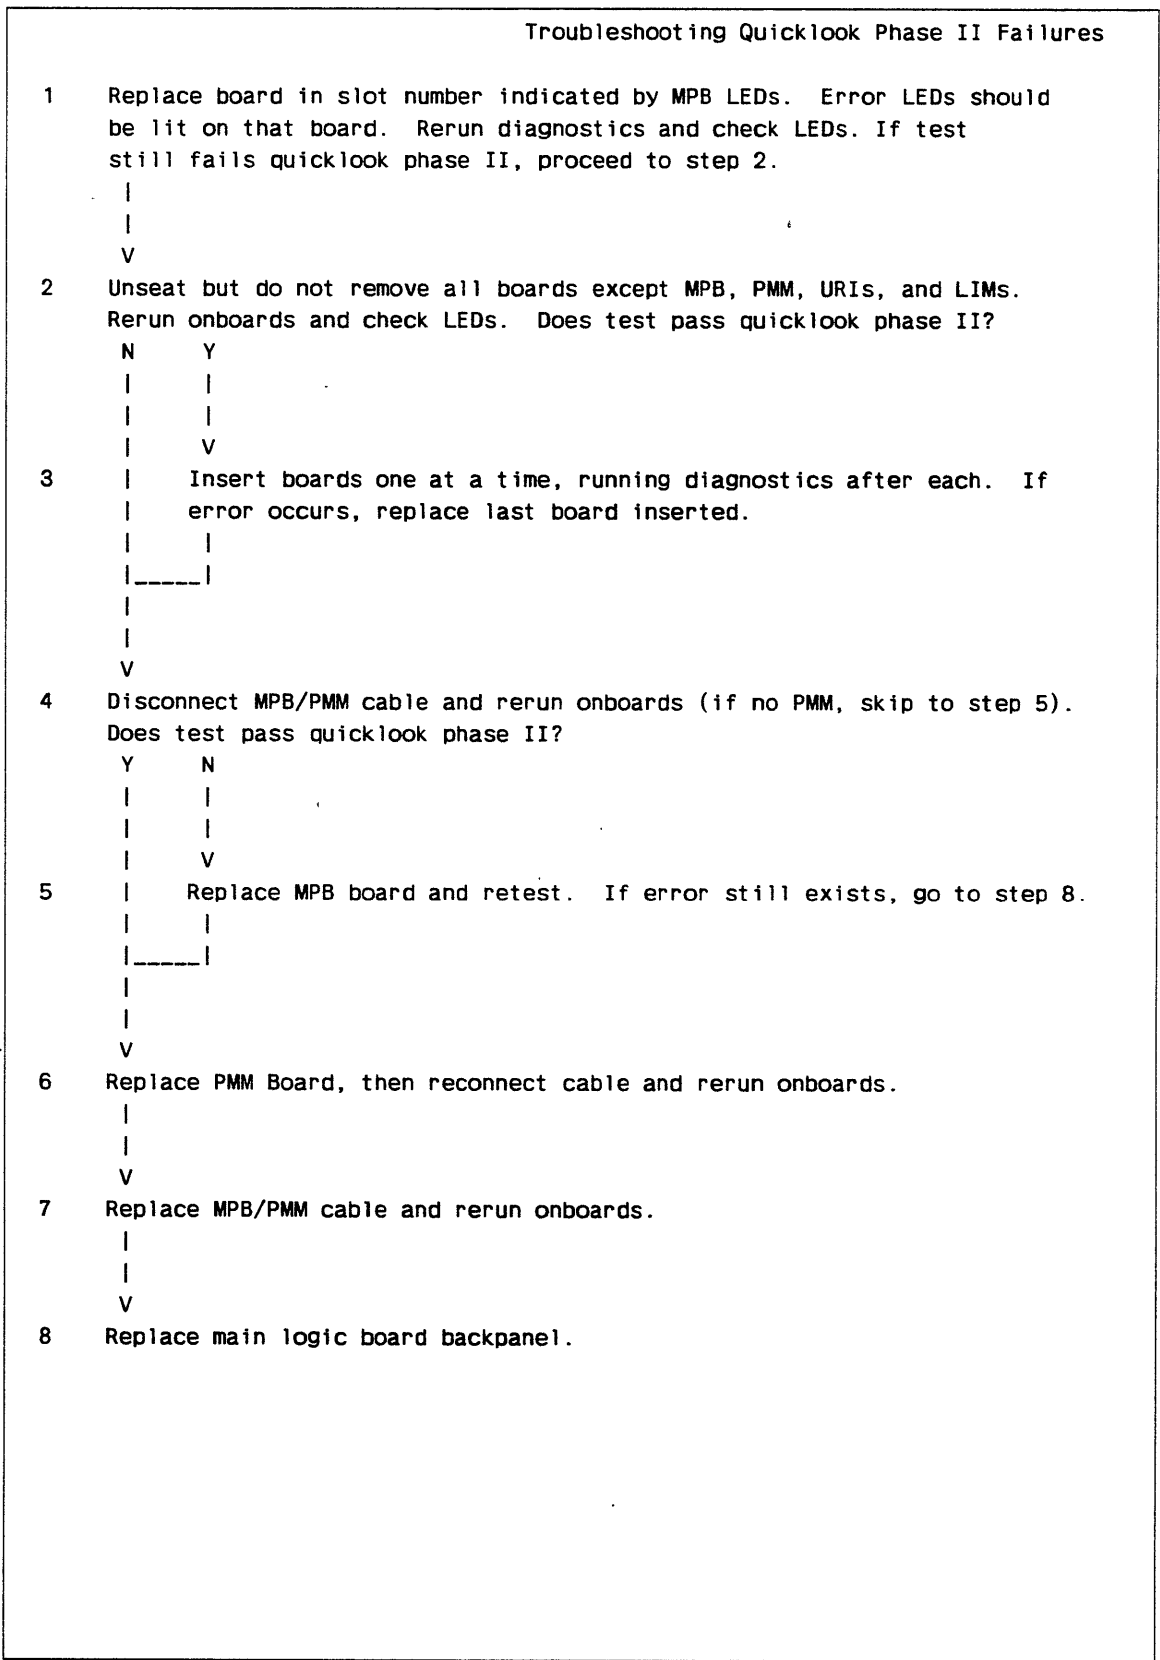 Troubleshooting Quicklook Phase II Failures
1 Replace board in slot number indicated by MPB LEDs. Error LEDs should
be lit on that board. Rerun diagnostics and check LEDs. If test
still fails quicklook phase II, proceed to step 2.
V
2 Unseat but do not remove all boards except MPB, PMM, URIs, and LIMs.
Rerun onboards and check LEDs. Does test pass quicklook phase II?
N Y
V
3 Insert boards one at a time, running diagnostics after each. If
error occurs, replace last board inserted.
V
4 Disconnect MPB/PMM cable and rerun onboards (if no PMM, skip to step 5).
Does test pass quicklook phase II?
Y N
V
5 Replace MPB board and retest. If error still exists, go to step 8.
V
6 Replace PMM Board, then reconnect cable and rerun onboards.
V
7 Replace MPB/PMM cable and rerun onboards.
V
8 Replace main logic board backpanel.